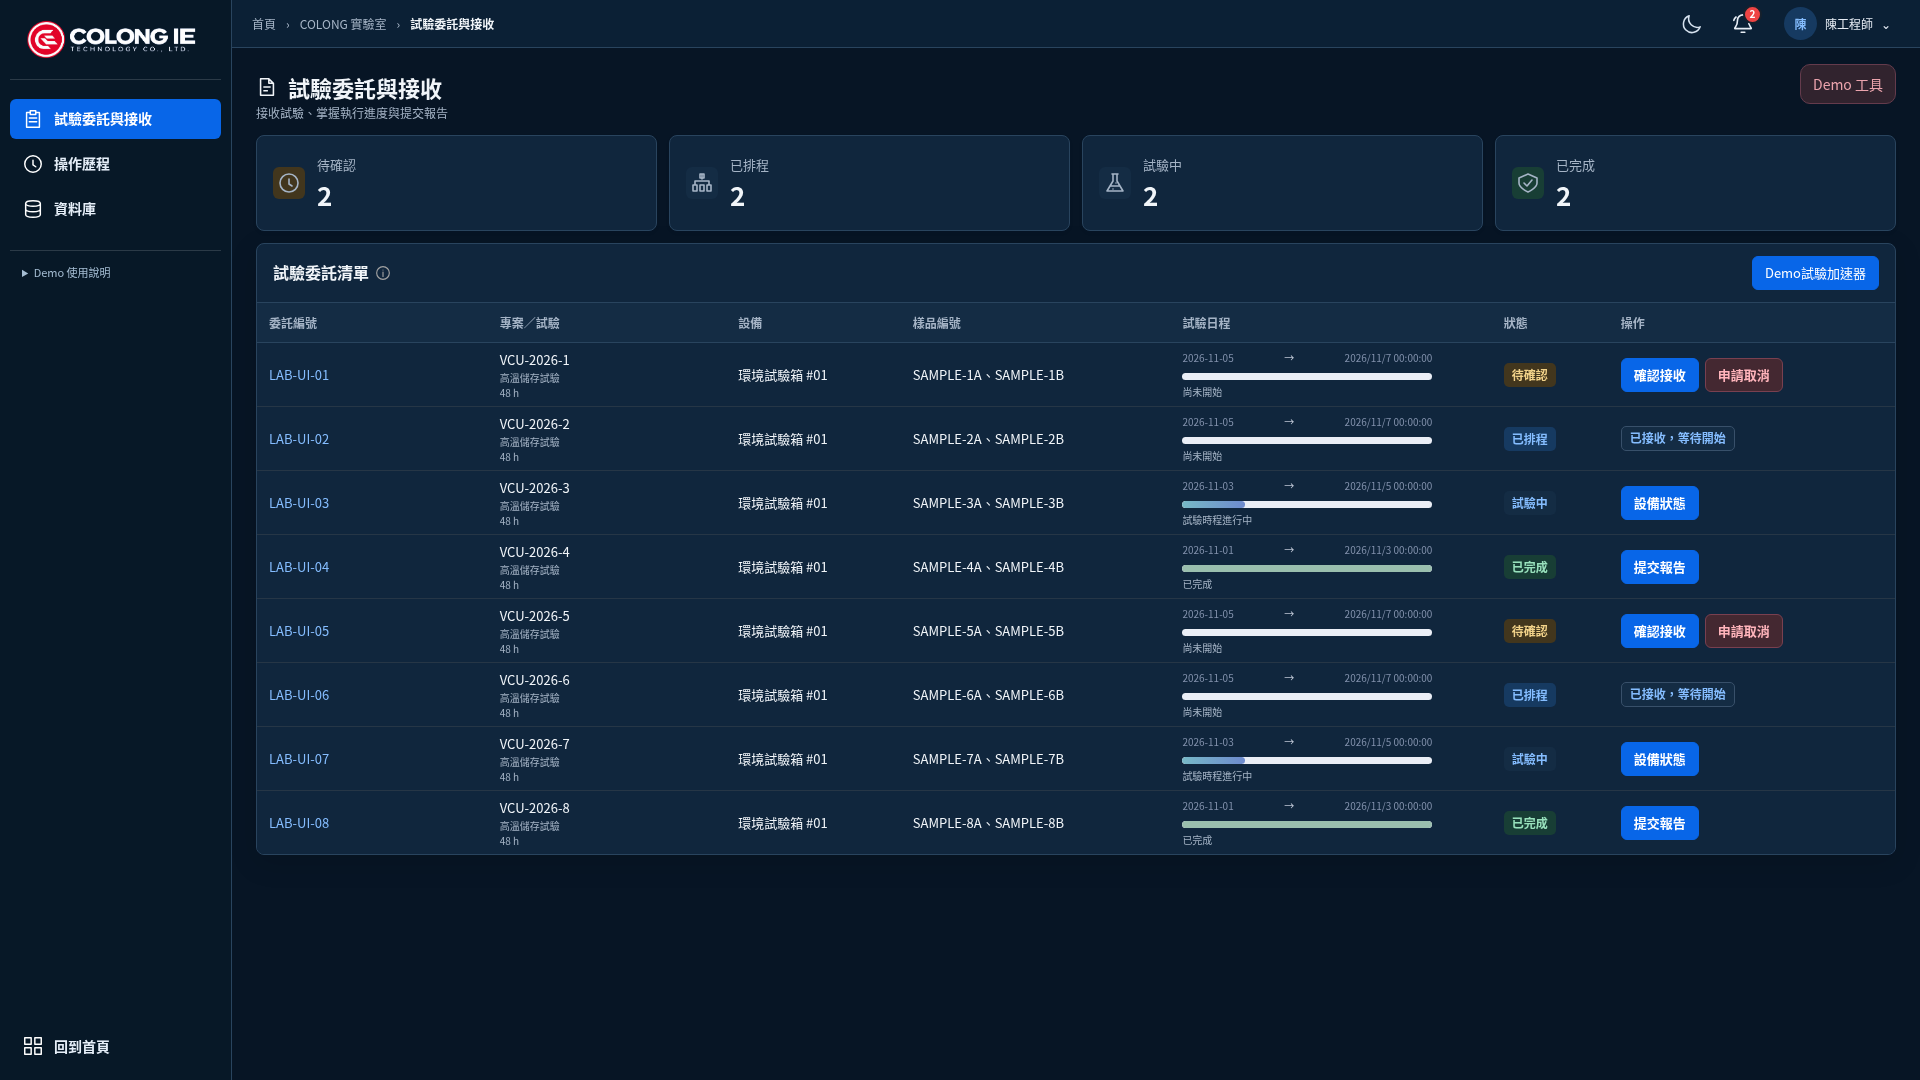 COLONG IE
TECHNOLOGY CO., LTD.
試驗委託與接收
操作歷程
資料庫
Demo 使用說明
回到首頁
首頁 › COLONG 實驗室 › 試驗委託與接收
2
陳 陳工程師
試驗委託與接收
接收試驗、掌握執行進度與提交報告
Demo 工具
待確認
2
已排程
2
試驗中
2
已完成
2
試驗委託清單
Demo試驗加速器
委託編號 專案／試驗 設備 樣品編號 試驗日程 狀態 操作
LAB-UI-01
VCU-2026-1
高溫儲存試驗
48 h
環境試驗箱 #01
SAMPLE-1A、SAMPLE-1B
2026-11-05 → 2026/11/7 00:00:00
尚未開始
待確認
確認接收 申請取消
LAB-UI-02
VCU-2026-2
高溫儲存試驗
48 h
環境試驗箱 #01
SAMPLE-2A、SAMPLE-2B
2026-11-05 → 2026/11/7 00:00:00
尚未開始
已排程
已接收，等待開始
LAB-UI-03
VCU-2026-3
高溫儲存試驗
48 h
環境試驗箱 #01
SAMPLE-3A、SAMPLE-3B
2026-11-03 → 2026/11/5 00:00:00
試驗時程進行中
試驗中
設備狀態
LAB-UI-04
VCU-2026-4
高溫儲存試驗
48 h
環境試驗箱 #01
SAMPLE-4A、SAMPLE-4B
2026-11-01 → 2026/11/3 00:00:00
已完成
已完成
提交報告
LAB-UI-05
VCU-2026-5
高溫儲存試驗
48 h
環境試驗箱 #01
SAMPLE-5A、SAMPLE-5B
2026-11-05 → 2026/11/7 00:00:00
尚未開始
待確認
確認接收 申請取消
LAB-UI-06
VCU-2026-6
高溫儲存試驗
48 h
環境試驗箱 #01
SAMPLE-6A、SAMPLE-6B
2026-11-05 → 2026/11/7 00:00:00
尚未開始
已排程
已接收，等待開始
LAB-UI-07
VCU-2026-7
高溫儲存試驗
48 h
環境試驗箱 #01
SAMPLE-7A、SAMPLE-7B
2026-11-03 → 2026/11/5 00:00:00
試驗時程進行中
試驗中
設備狀態
LAB-UI-08
VCU-2026-8
高溫儲存試驗
48 h
環境試驗箱 #01
SAMPLE-8A、SAMPLE-8B
2026-11-01 → 2026/11/3 00:00:00
已完成
已完成
提交報告